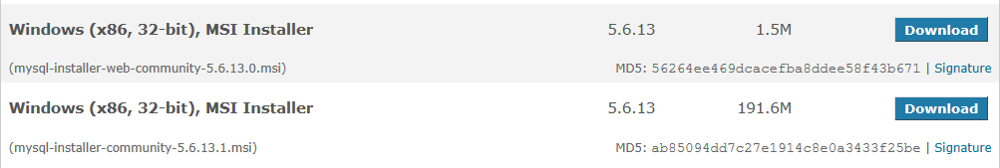 Windows (x86, 32-bit), MSI Installer 5.6.13 1.5M Download
(mysql-installer-web-community-5.6.13.0.msi) MD5: 56264ee469dcacefba8ddee58f43b671 | Signature
Windows (x86, 32-bit), MSI Installer 5.6.13 191.6M Download
(mysql-installer-community-5.6.13.1.msi) MD5: ab85094dd7c27e1914c8e0a3433f25be | Signature